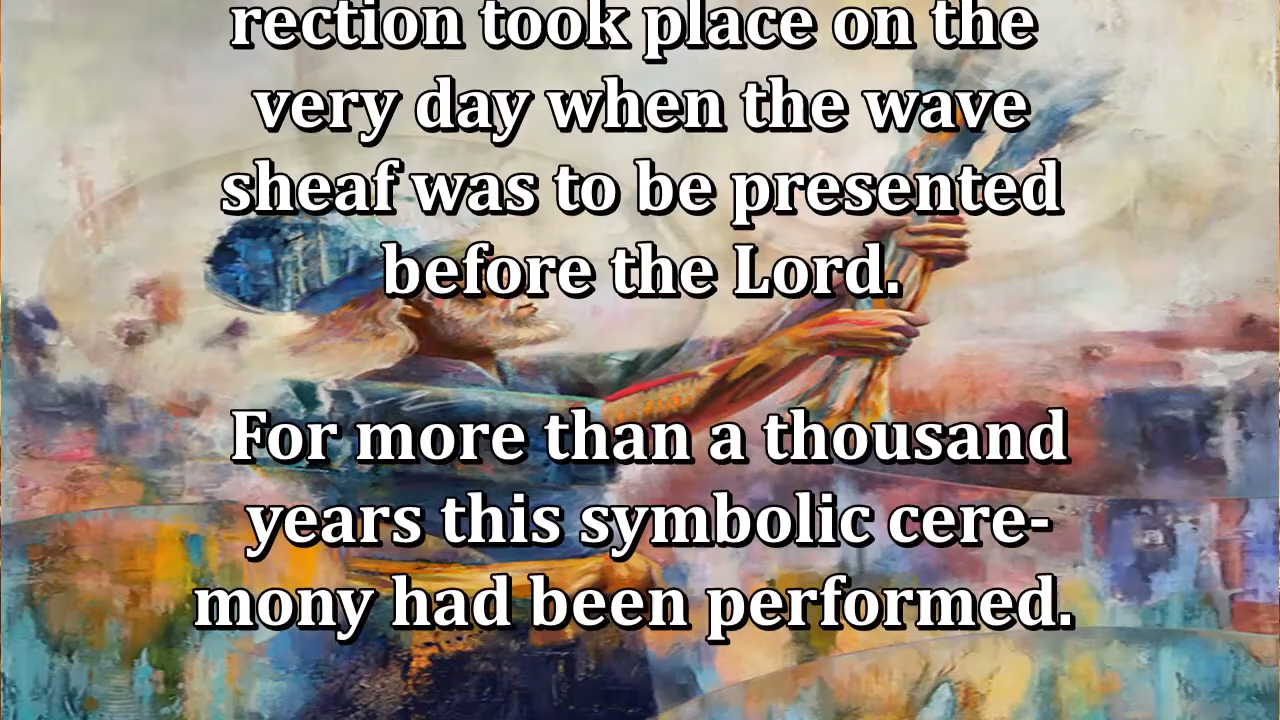 rection took place on the
very day when the wave
sheaf was to be presented
before the Lord.
For more than a thousand
years this symbolic cere-
mony had been performed.